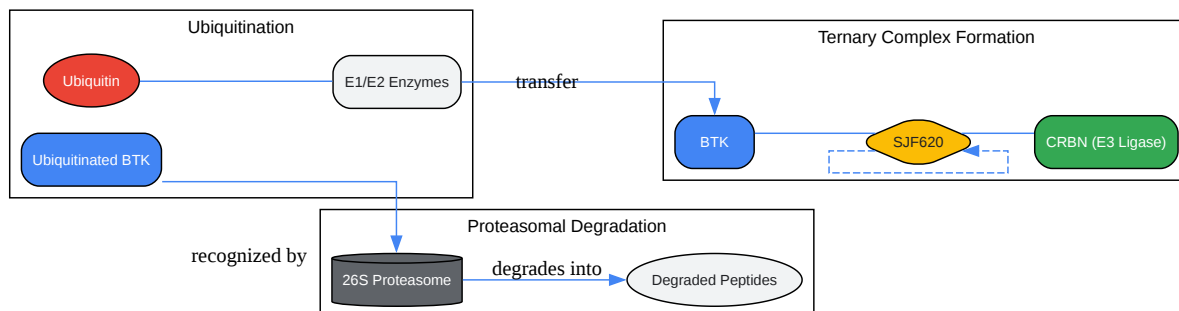 Ubiquitination
Ubiquitin
E1/E2 Enzymes
transfer
Ubiquitinated BTK
Ternary Complex Formation
BTK
SJF620
CRBN (E3 Ligase)
recognized by
Proteasomal Degradation
26S Proteasome
degrades into
Degraded Peptides